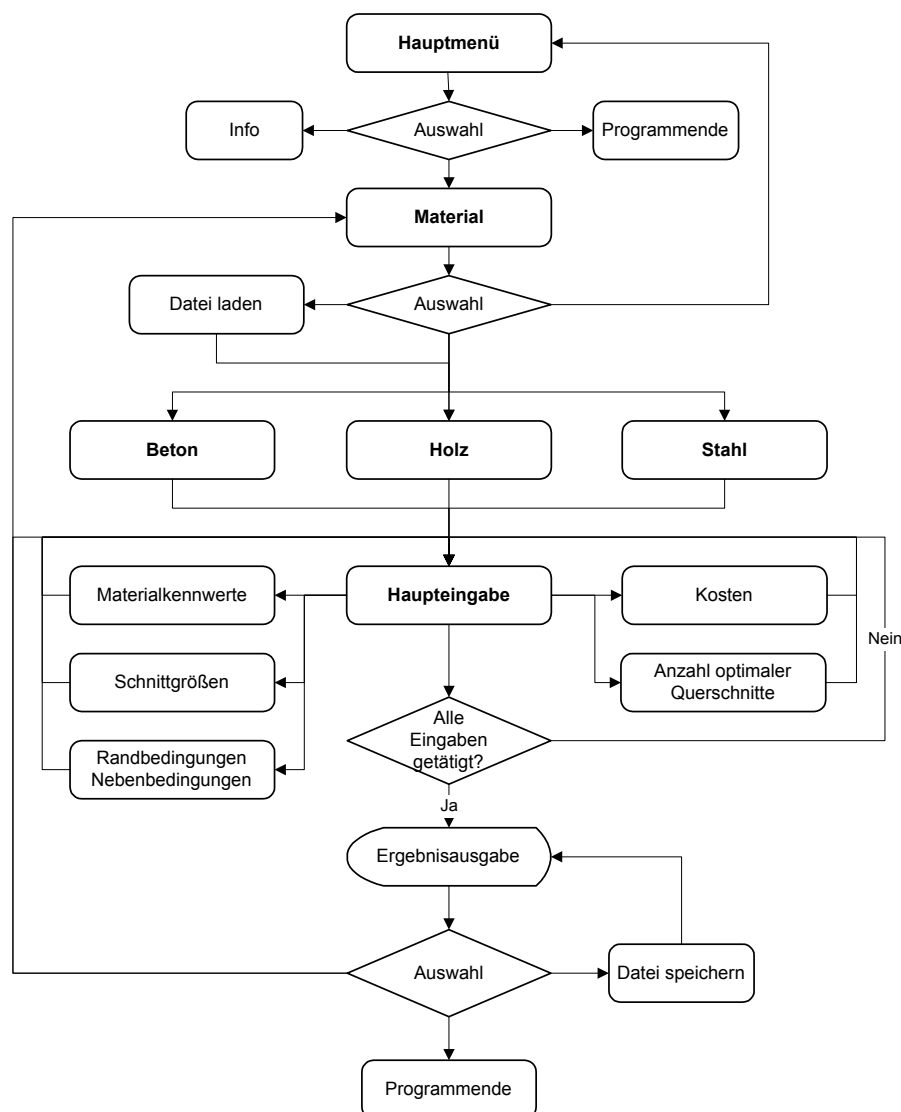 Hauptmenü
Info
Auswahl
Programmende
Material
Datei laden
Auswahl
Beton
Holz
Stahl
Materialkennwerte
Haupteingabe
Kosten
Nein
Schnittgrößen
Anzahl optimaler
Querschnitte
Alle
Eingaben
getätigt?
Randbedingungen
Nebenbedingungen
Ja
Ergebnisausgabe
Auswahl
Datei speichern
Programmende